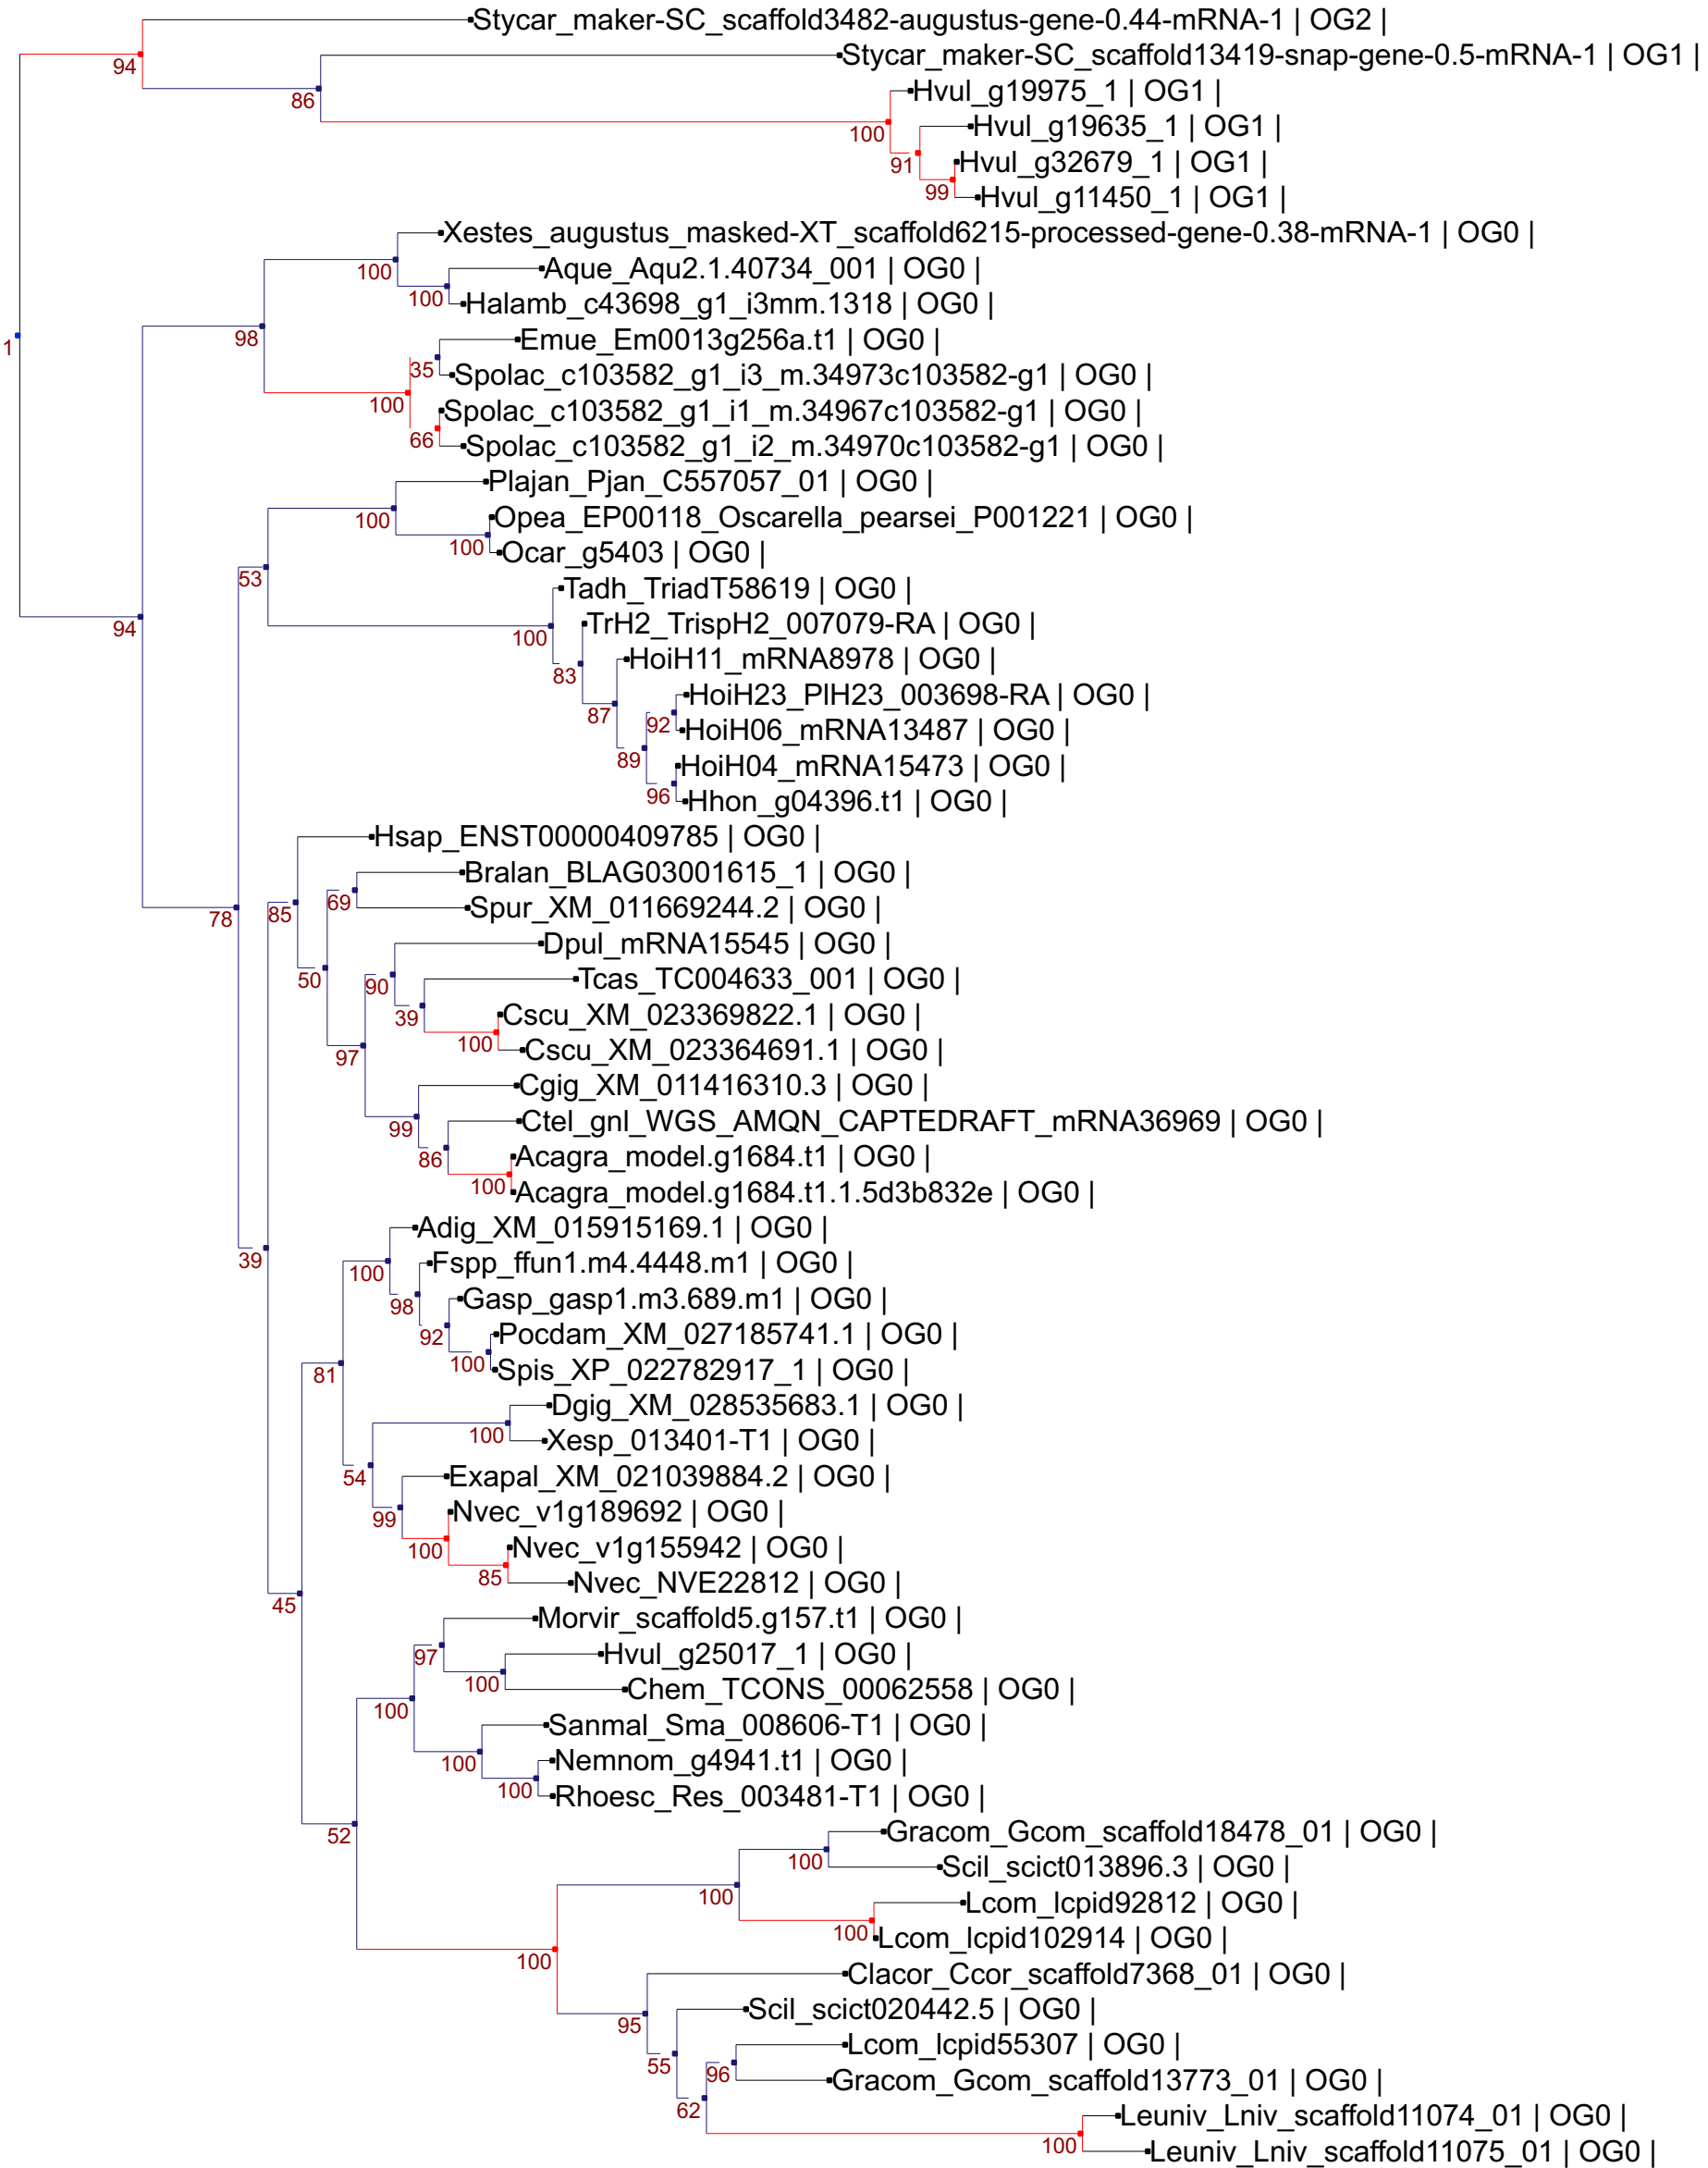 Stycar_maker-SC_scaffold3482-augustus-gene-0.44-mRNA-1 | OG2 |
94
Stycar_maker-SC_scaffold13419-snap-gene-0.5-mRNA-1 | OG1 |
86
Hvul_g19975_1 | OG1 |
100
Hvul_g19635_1 | OG1 |
91
Hvul_g32679_1 | OG1 |
99
Hvul_g11450_1 | OG1 |
Xestes_augustus_masked-XT_scaffold6215-processed-gene-0.38-mRNA-1 | OG0 |
100
Aque_Aqu2.1.40734_001 | OG0 |
100
Halamb_c43698_g1_i3mm.1318 | OG0 |
98
Emue_Em0013g256a.t1 | OG0 |
1
35
Spolac_c103582_g1_i3_m.34973c103582-g1 | OG0 |
100
Spolac_c103582_g1_i1_m.34967c103582-g1 | OG0 |
66
Spolac_c103582_g1_i2_m.34970c103582-g1 | OG0 |
Plajan_Pjan_C557057_01 | OG0 |
100
Opea_EP00118_Oscarella_pearsei_P001221 | OG0 |
100
Ocar_g5403 | OG0 |
53
Tadh_TriadT58619 | OG0 |
94
100
TrH2_TrispH2_007079-RA | OG0 |
83
HoiH11_mRNA8978 | OG0 |
87
HoiH23_PlH23_003698-RA | OG0 |
92
HoiH06_mRNA13487 | OG0 |
89
HoiH04_mRNA15473 | OG0 |
96
Hhon_g04396.t1 | OG0 |
Hsap_ENST00000409785 | OG0 |
Bralan_BLAG03001615_1 | OG0 |
69
78
85
Spur_XM_011669244.2 | OG0 |
Dpul_mRNA15545 | OG0 |
50
90
Tcas_TC004633_001 | OG0 |
39
Cscu_XM_023369822.1 | OG0 |
100
97
Cscu_XM_023364691.1 | OG0 |
Cgig_XM_011416310.3 | OG0 |
99
Ctel_gnl_WGS_AMQN_CAPTEDRAFT_mRNA36969 | OG0 |
86
Acagra_model.g1684.t1 | OG0 |
100
Acagra_model.g1684.t1.1.5d3b832e | OG0 |
Adig_XM_015915169.1 | OG0 |
39
100
Fspp_ffun1.m4.4448.m1 | OG0 |
98
Gasp_gasp1.m3.689.m1 | OG0 |
92
Pocdam_XM_027185741.1 | OG0 |
100
81
Spis_XP_022782917_1 | OG0 |
Dgig_XM_028535683.1 | OG0 |
100
Xesp_013401-T1 | OG0 |
54
Exapal_XM_021039884.2 | OG0 |
99
Nvec_v1g189692 | OG0 |
100
Nvec_v1g155942 | OG0 |
85
Nvec_NVE22812 | OG0 |
45
Morvir_scaffold5.g157.t1 | OG0 |
97
Hvul_g25017_1 | OG0 |
100
Chem_TCONS_00062558 | OG0 |
100
Sanmal_Sma_008606-T1 | OG0 |
100
Nemnom_g4941.t1 | OG0 |
100
Rhoesc_Res_003481-T1 | OG0 |
52
Gracom_Gcom_scaffold18478_01 | OG0 |
100
Scil_scict013896.3 | OG0 |
100
Lcom_lcpid92812 | OG0 |
100
Lcom_lcpid102914 | OG0 |
100
Clacor_Ccor_scaffold7368_01 | OG0 |
Scil_scict020442.5 | OG0 |
95
Lcom_lcpid55307 | OG0 |
55
96
Gracom_Gcom_scaffold13773_01 | OG0 |
62
Leuniv_Lniv_scaffold11074_01 | OG0 |
100
Leuniv_Lniv_scaffold11075_01 | OG0 |